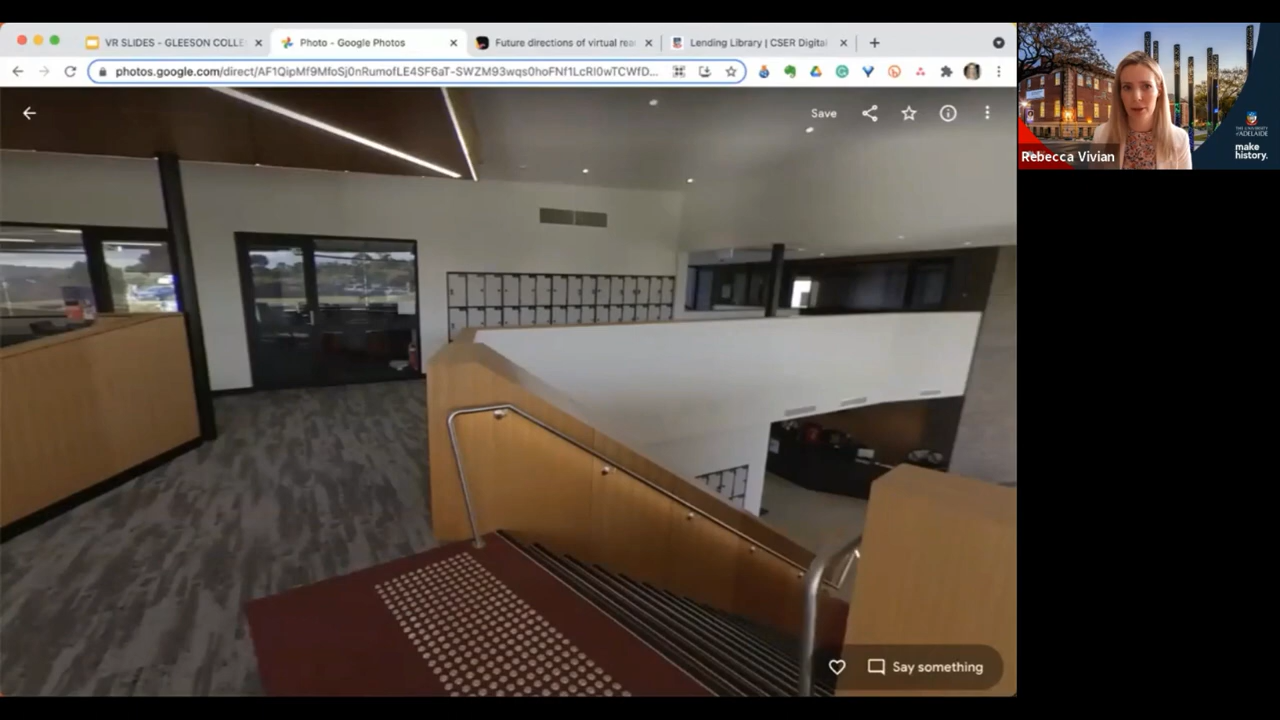 VR SLIDES - GLEESON COLLE
Photo - Google Photos
Future directions of virtual rea
Lending Library | CSER Digital
photos.google.com/direct/AF1QipMf9MfoSj0nRumofLE4SF6aT-SWZM93wqs0hoFNf1LcRI0wTCWfD...
Save
Say something
Rebecca Vivian
THE UNIVERSITY
of ADELAIDE
make
history.